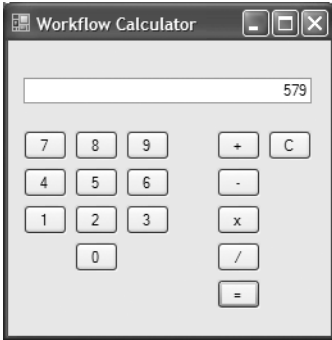 Workflow Calculator
579
7 8 9 + C
4 5 6 -
1 2 3 x
0 /
=